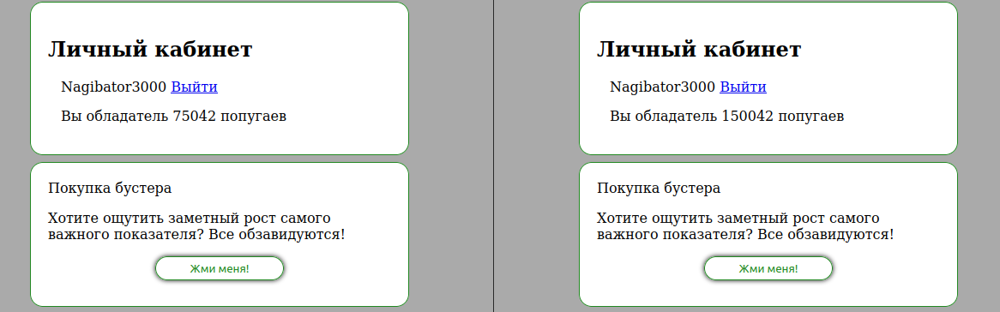 Личный кабинет
Nagibator3000 Выйти
Вы обладатель 75042 попугаев
Покупка бустера
Хотите ощутить заметный рост самого
важного показателя? Все обзавидуются!
Жми меня!
Личный кабинет
Nagibator3000 Выйти
Вы обладатель 150042 попугаев
Покупка бустера
Хотите ощутить заметный рост самого
важного показателя? Все обзавидуются!
Жми меня!